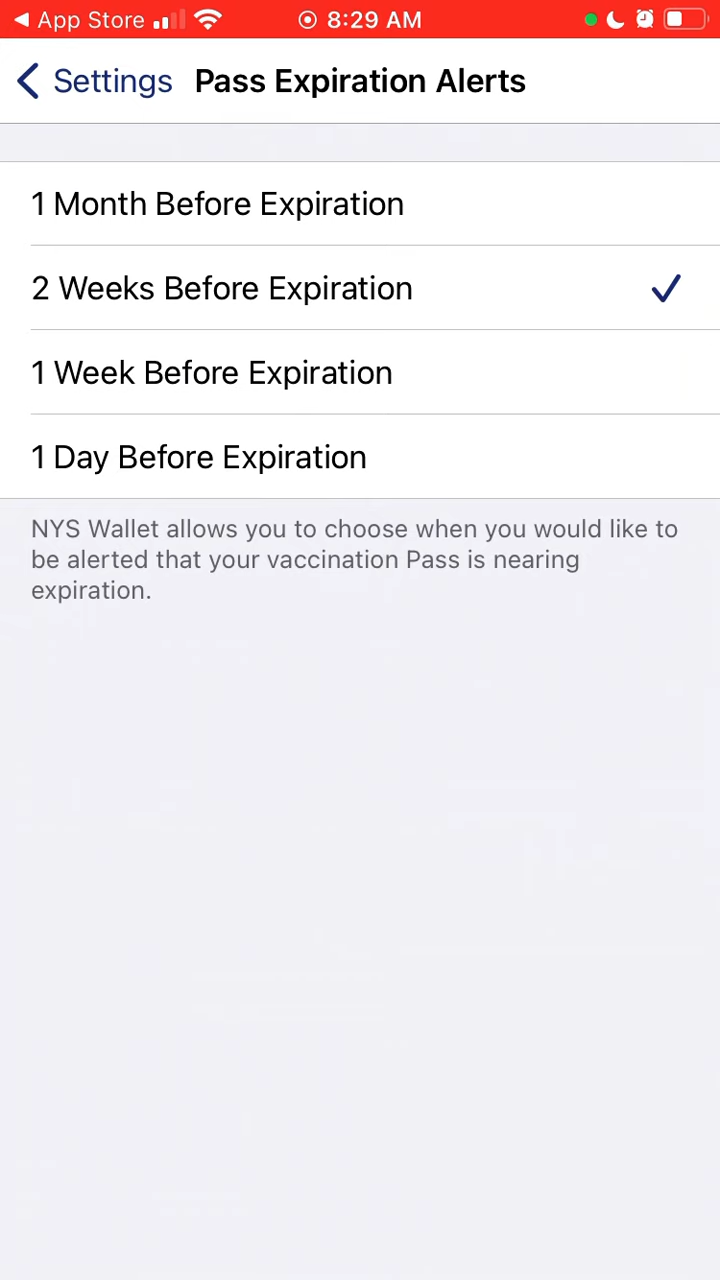 App Store 8:29 AM
Settings Pass Expiration Alerts
1 Month Before Expiration
2 Weeks Before Expiration
1 Week Before Expiration
1 Day Before Expiration
NYS Wallet allows you to choose when you would like to
be alerted that your vaccination Pass is nearing
expiration.